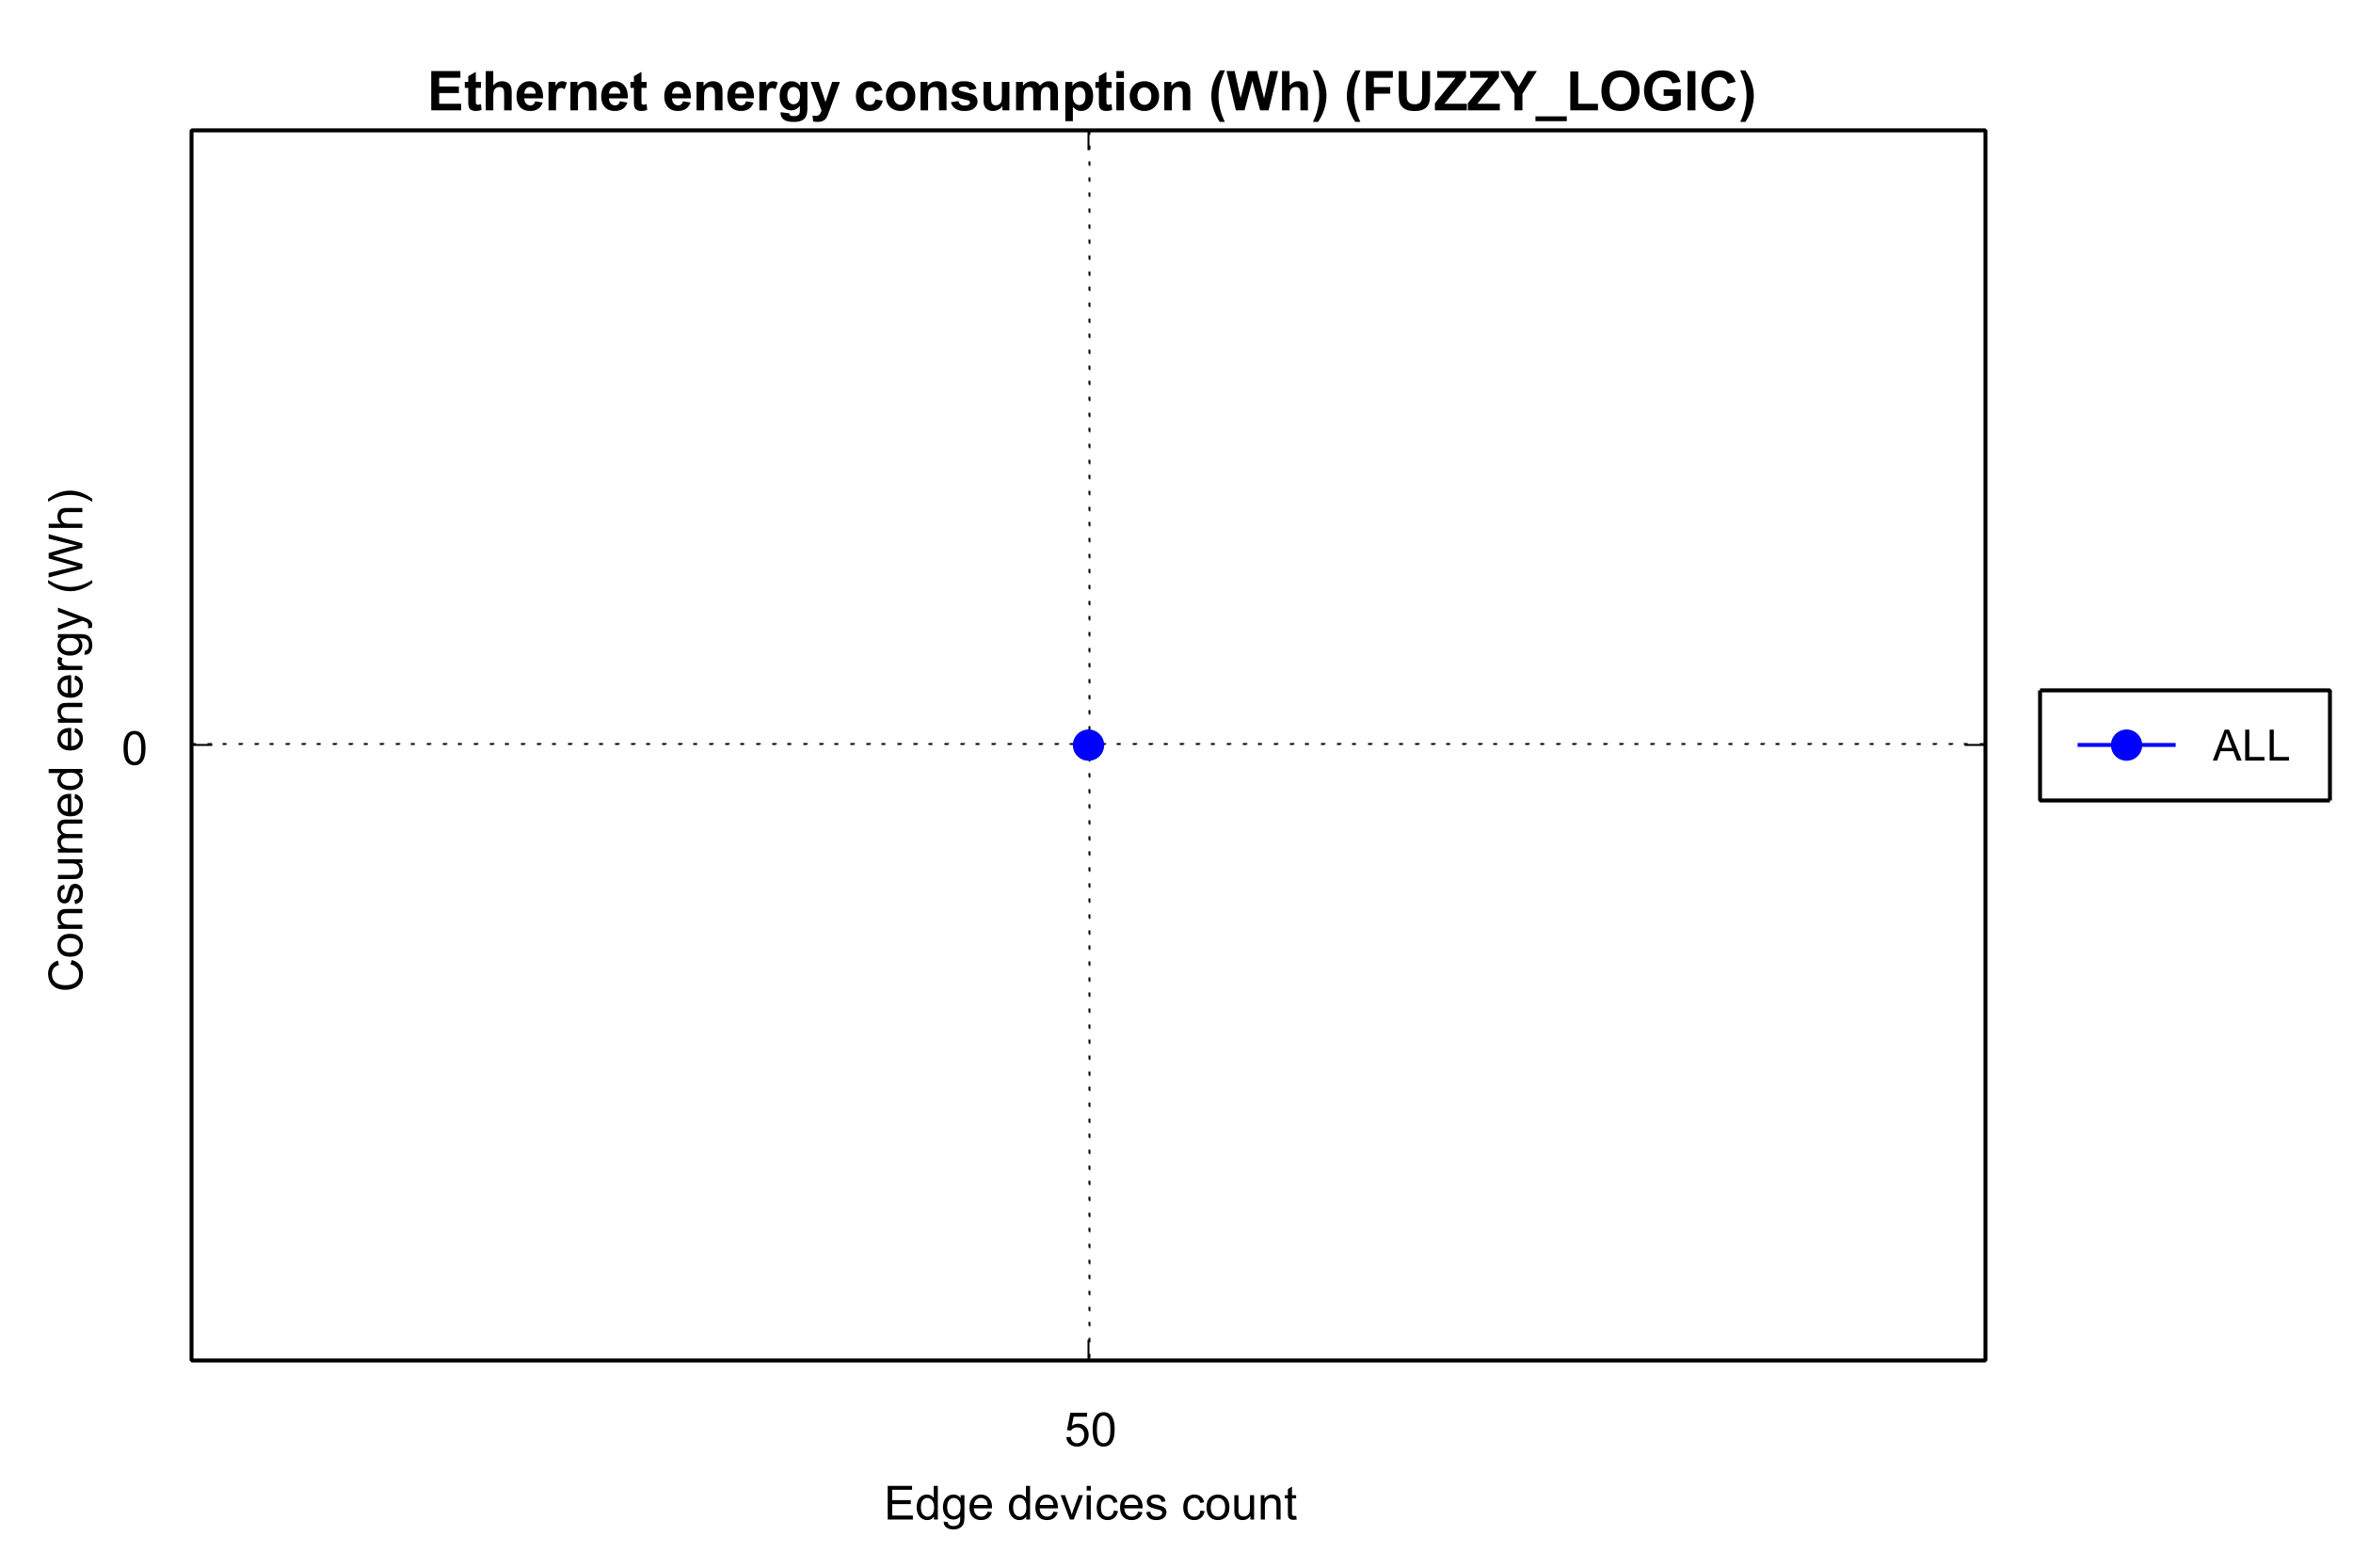 Ethernet energy consumption (Wh) (FUZZY_LOGIC)
Consumed energy (Wh)
0
ALL
50
Edge devices count